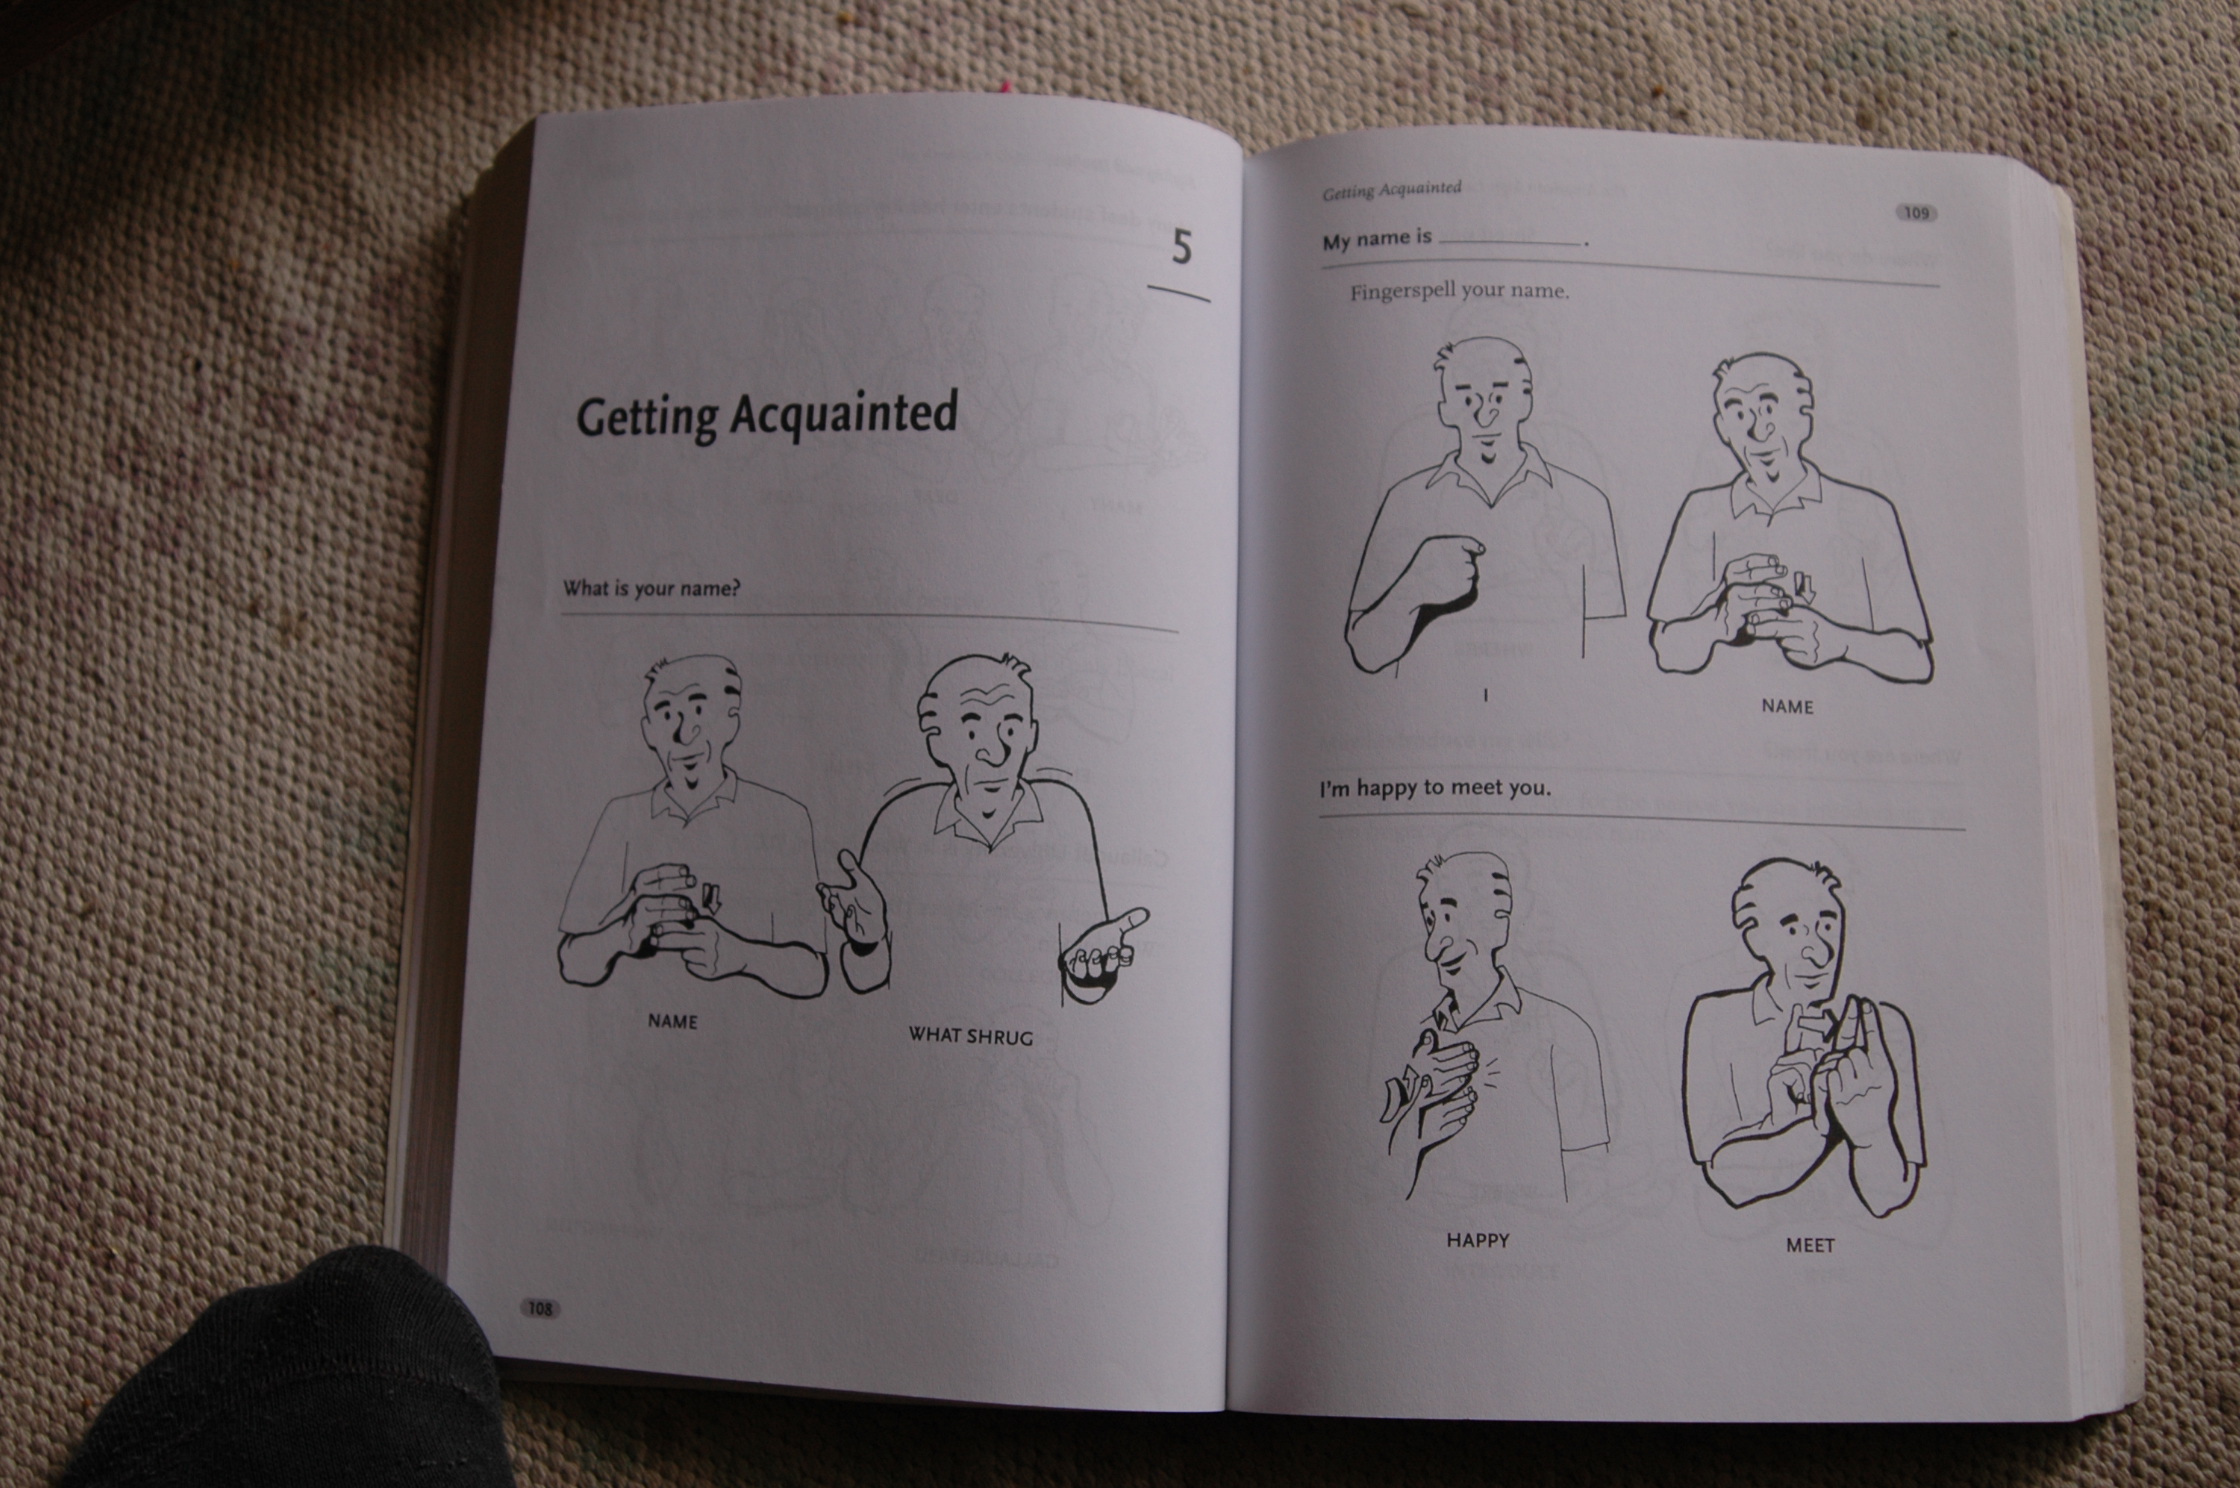 5
Getting Acquainted
What is your name?
NAME
WHAT SHRUG
108
Getting Acquainted
109
My name is __________.
Fingerspell your name.
I
NAME
I'm happy to meet you.
HAPPY
MEET